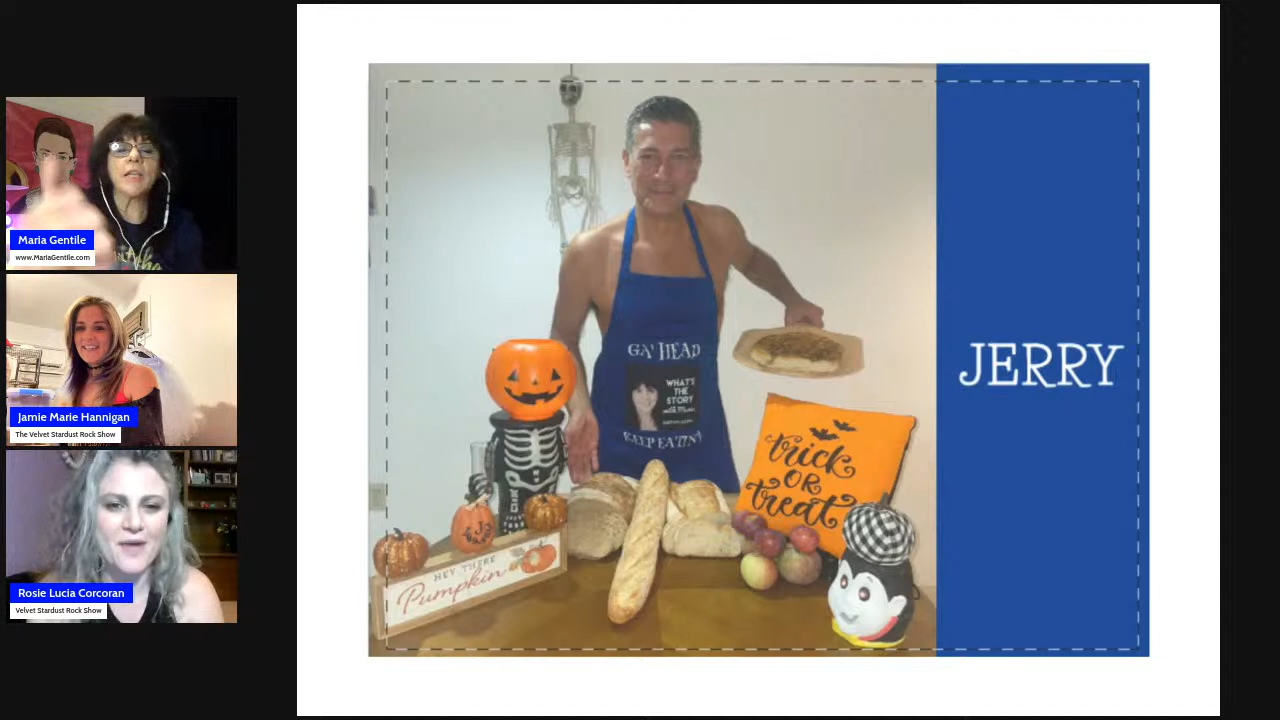 Maria Gentile
www.MariaGentile.com
Jamie Marie Hannigan
The Velvet Stardust Rock Show
Rosie Lucia Corcoran
Velvet Stardust Rock Show
GA' HEAD
WHAT'S
THE
STORY
KEEP EATIN'
trick
OR
treat
HEY THERE
Pumpkin
JERRY